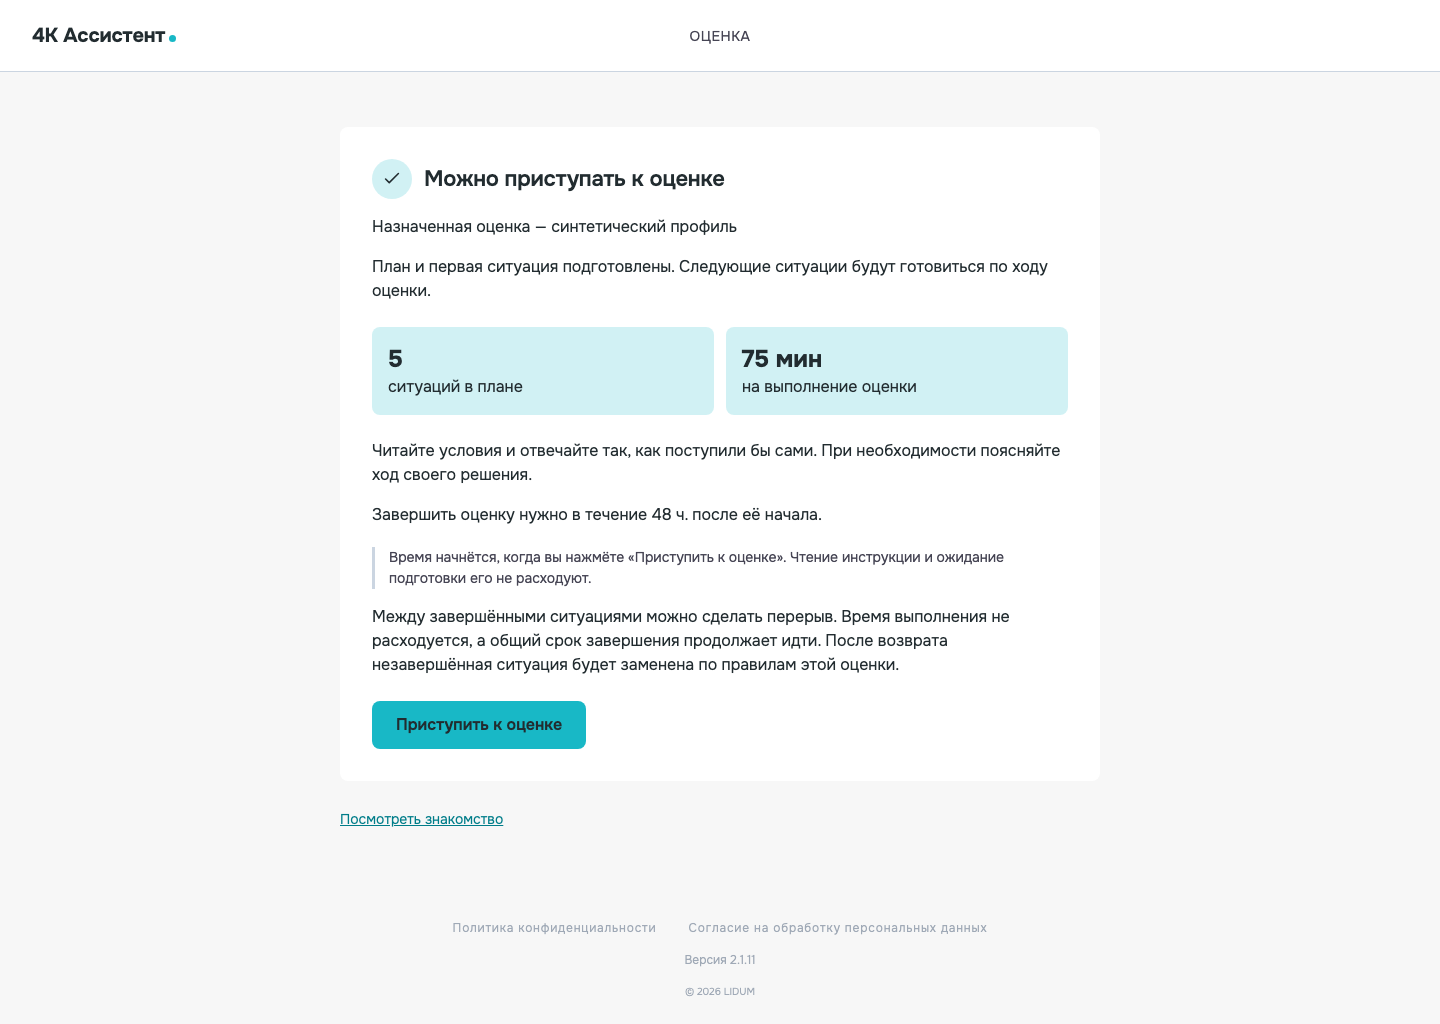 4K Ассистент
ОЦЕНКА
Можно приступать к оценке
Назначенная оценка — синтетический профиль
План и первая ситуация подготовлены. Следующие ситуации будут готовиться по ходу
оценки.
5
ситуаций в плане
75 мин
на выполнение оценки
Читайте условия и отвечайте так, как поступили бы сами. При необходимости поясняйте
ход своего решения.
Завершить оценку нужно в течение 48 ч. после её начала.
Время начнётся, когда вы нажмёте «Приступить к оценке». Чтение инструкции и ожидание
подготовки его не расходуют.
Между завершёнными ситуациями можно сделать перерыв. Время выполнения не
расходуется, а общий срок завершения продолжает идти. После возврата
незавершённая ситуация будет заменена по правилам этой оценки.
Приступить к оценке
Посмотреть знакомство
Политика конфиденциальности
Согласие на обработку персональных данных
Версия 2.1.11
© 2026 LIDUM